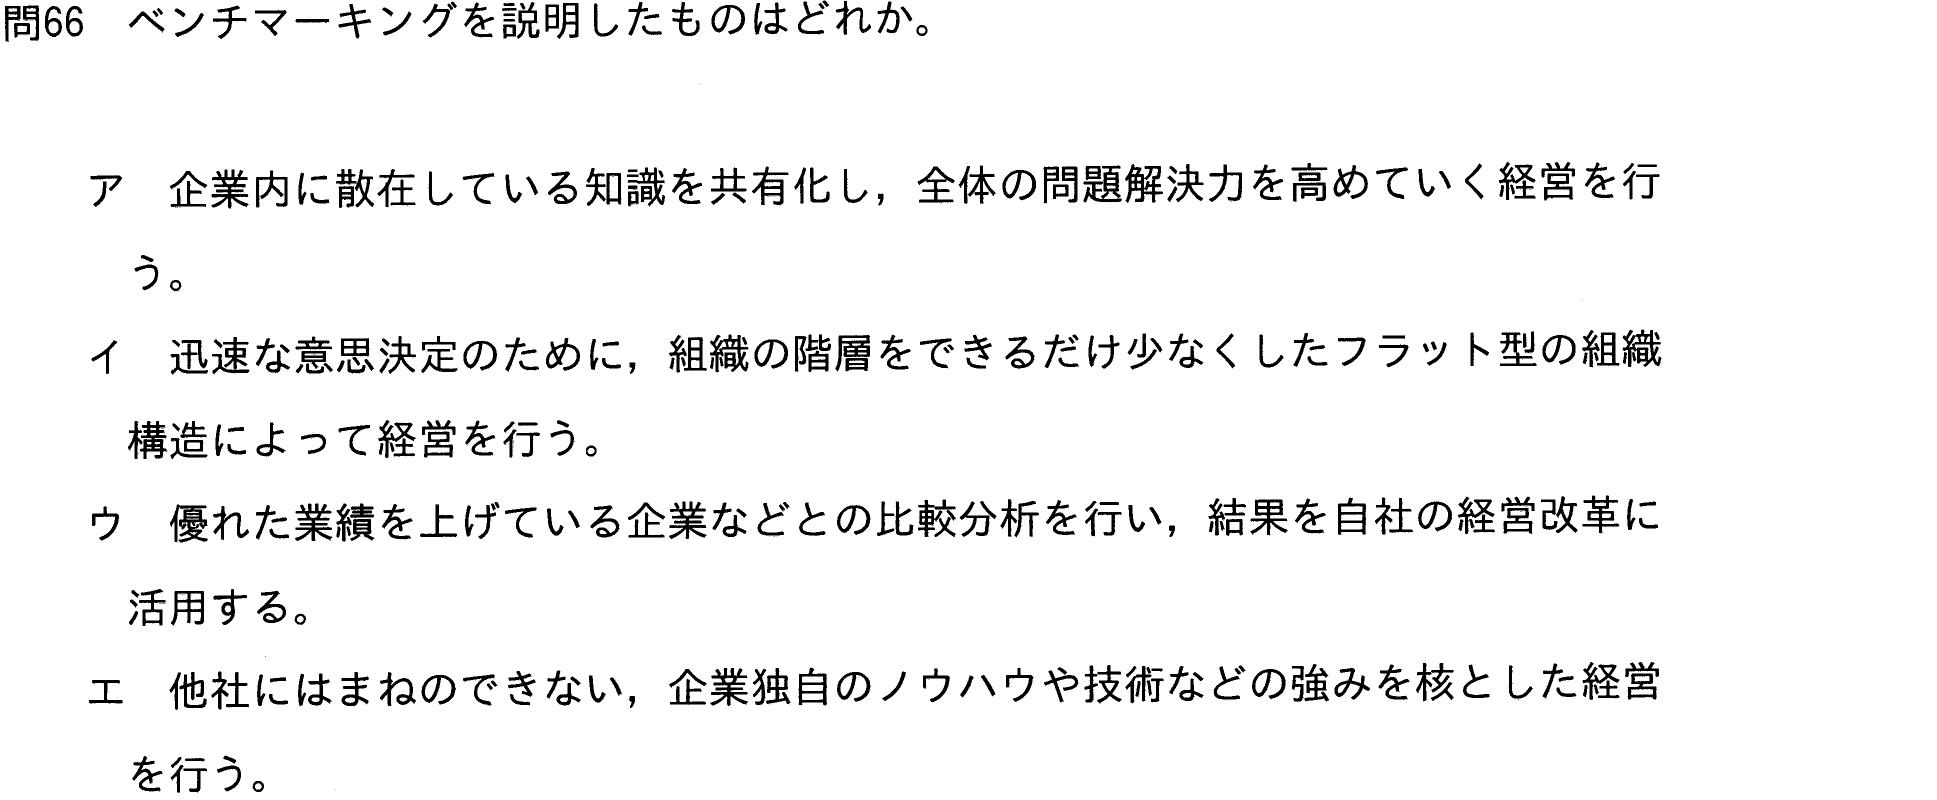 問66　ベンチマーキングを説明したものはどれか。
ア　企業内に散在している知識を共有化し，全体の問題解決力を高めていく経営を行
う。
イ　迅速な意思決定のために，組織の階層をできるだけ少なくしたフラット型の組織
構造によって経営を行う。
ウ　優れた業績を上げている企業などとの比較分析を行い，結果を自社の経営改革に
活用する。
エ　他社にはまねのできない，企業独自のノウハウや技術などの強みを核とした経営
を行う。